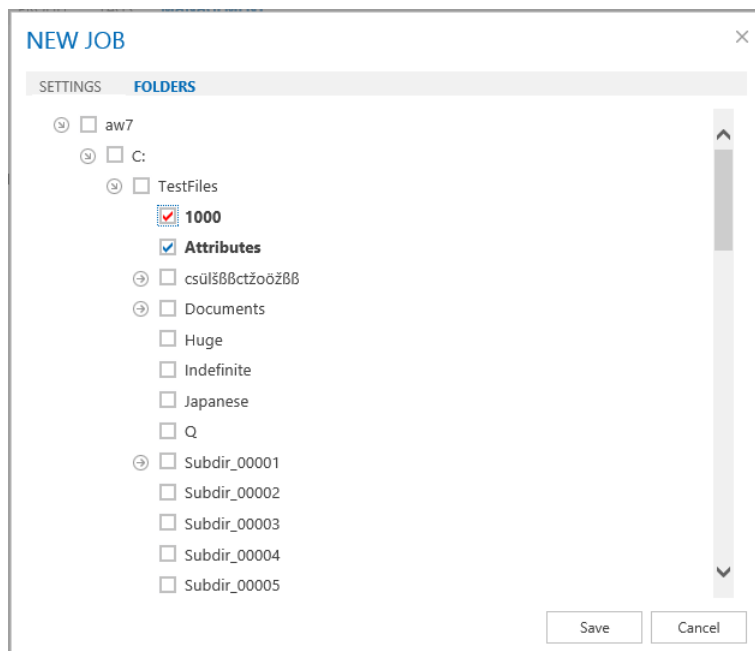 NEW JOB
SETTINGS FOLDERS
aw7
C:
TestFiles
1000
Attributes
csülšßßctžoöžßß
Documents
Huge
Indefinite
Japanese
Q
Subdir_00001
Subdir_00002
Subdir_00003
Subdir_00004
Subdir_00005
Save Cancel